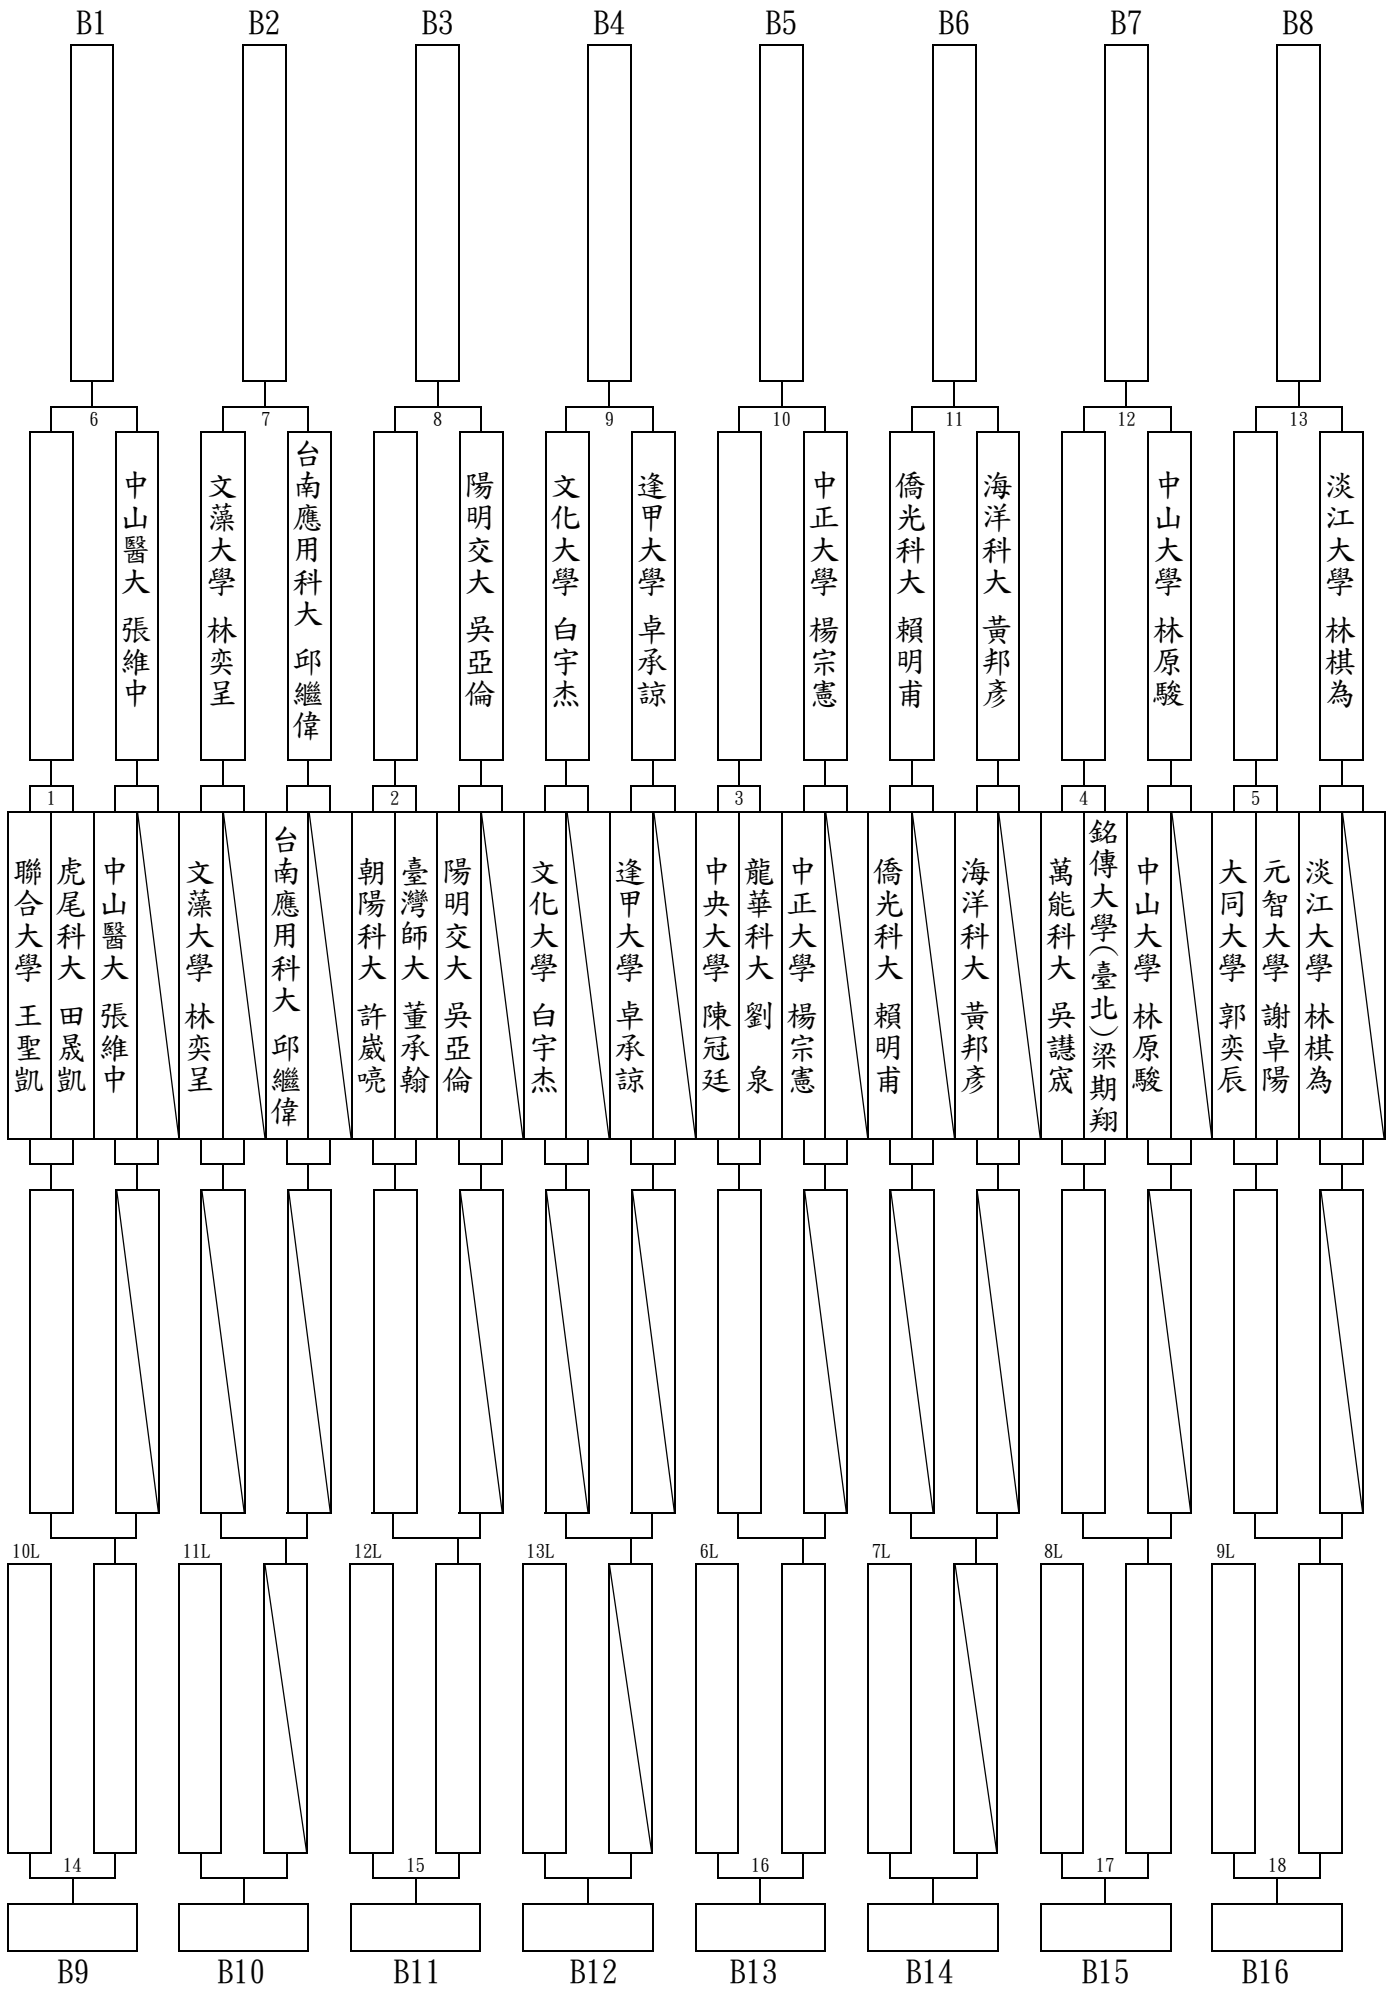 B1 B2 B3 B4 B5 B6 B7 B8
6 7 8 9 10 11 12 13
中山醫大 張維中
文藻大學 林奕呈
台南應用科大 邱繼偉
陽明交大 吳亞倫
文化大學 白宇杰
逢甲大學 卓承諒
中正大學 楊宗憲
僑光科大 賴明甫
海洋科大 黃邦彥
中山大學 林原駿
淡江大學 林棋為
1 2 3 4 5
聯合大學 王聖凱
虎尾科大 田晟凱
中山醫大 張維中
文藻大學 林奕呈
台南應用科大 邱繼偉
朝陽科大 許崴喨
臺灣師大 董承翰
陽明交大 吳亞倫
文化大學 白宇杰
逢甲大學 卓承諒
中央大學 陳冠廷
龍華科大 劉 泉
中正大學 楊宗憲
僑光科大 賴明甫
海洋科大 黃邦彥
萬能科大 吳譿宬
銘傳大學(臺北)梁期翔
中山大學 林原駿
大同大學 郭奕辰
元智大學 謝卓陽
淡江大學 林棋為
10L 11L 12L 13L 6L 7L 8L 9L
14 15 16 17 18
B9 B10 B11 B12 B13 B14 B15 B16